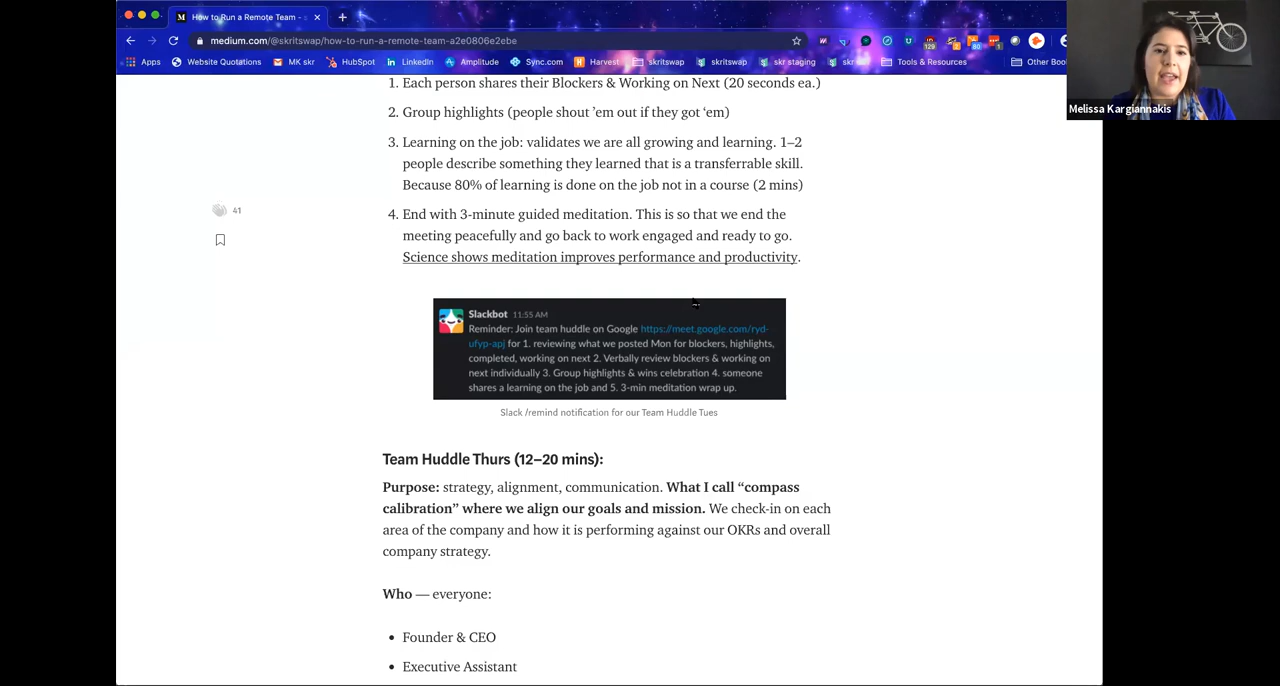 How to Run a Remote Team -
medium.com/@skritswap/how-to-run-a-remote-team-a2e0806e2ebe
Apps Website Quotations MK skr HubSpot LinkedIn Amplitude Sync.com Harvest skritswap skritswap skr staging Tools & Resources Other Boo
Melissa Kargiannakis
1. Each person shares their Blockers & Working on Next (20 seconds ea.)
2. Group highlights (people shout ’em out if they got ‘em)
3. Learning on the job: validates we are all growing and learning. 1–2
people describe something they learned that is a transferrable skill.
Because 80% of learning is done on the job not in a course (2 mins)
41
4. End with 3-minute guided meditation. This is so that we end the
meeting peacefully and go back to work engaged and ready to go.
Science shows meditation improves performance and productivity.
Slackbot 11:55 AM
Reminder: Join team huddle on Google https://meet.google.com/ryd-
ufyp-apj for 1. reviewing what we posted Mon for blockers, highlights,
completed, working on next 2. Verbally review blockers & working on
next individually 3. Group highlights & wins celebration 4. someone
shares a learning on the job and 5. 3-min meditation wrap up.
Slack /remind notification for our Team Huddle Tues
Team Huddle Thurs (12–20 mins):
Purpose: strategy, alignment, communication. What I call “compass
calibration” where we align our goals and mission. We check-in on each
area of the company and how it is performing against our OKRs and overall
company strategy.
Who — everyone:
• Founder & CEO
• Executive Assistant